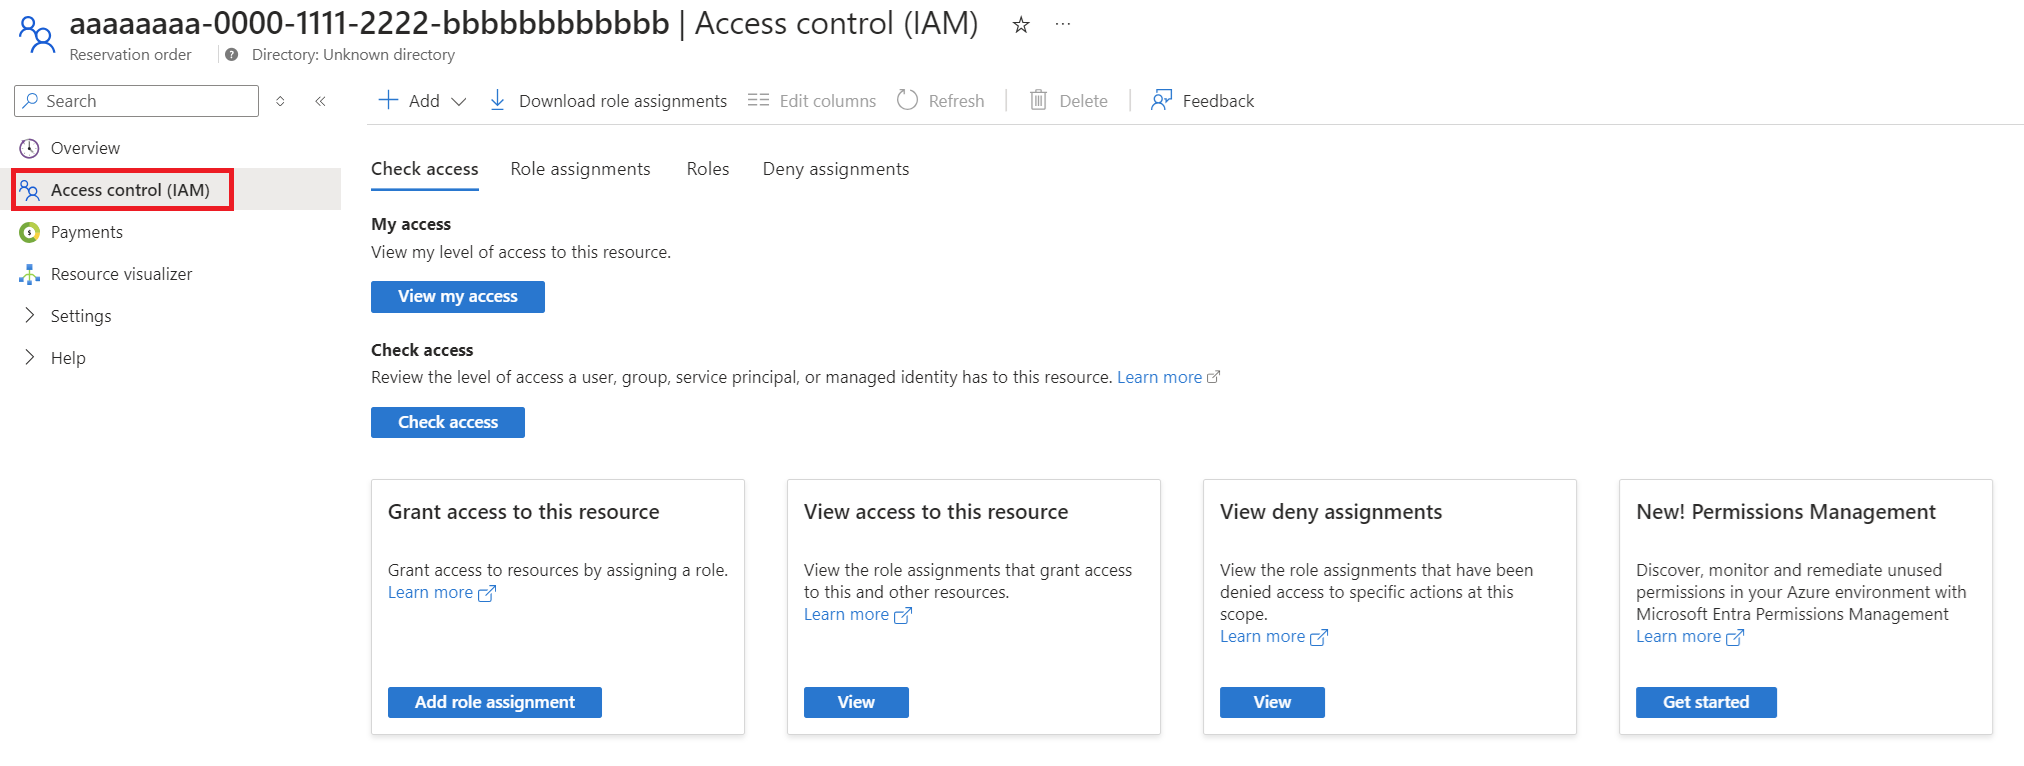 aaaaaaaa-0000-1111-2222-bbbbbbbbbbbb | Access control (IAM)
Reservation order
Directory: Unknown directory
Search
Add
Download role assignments
Edit columns
Refresh
Delete
Feedback
Overview
Access control (IAM)
Payments
Resource visualizer
Settings
Help
Check access
Role assignments
Roles
Deny assignments
My access
View my level of access to this resource.
View my access
Check access
Review the level of access a user, group, service principal, or managed identity has to this resource. Learn more
Check access
Grant access to this resource
Grant access to resources by assigning a role.
Learn more
Add role assignment
View access to this resource
View the role assignments that grant access
to this and other resources.
Learn more
View
View deny assignments
View the role assignments that have been
denied access to specific actions at this
scope.
Learn more
View
New! Permissions Management
Discover, monitor and remediate unused
permissions in your Azure environment with
Microsoft Entra Permissions Management
Learn more
Get started